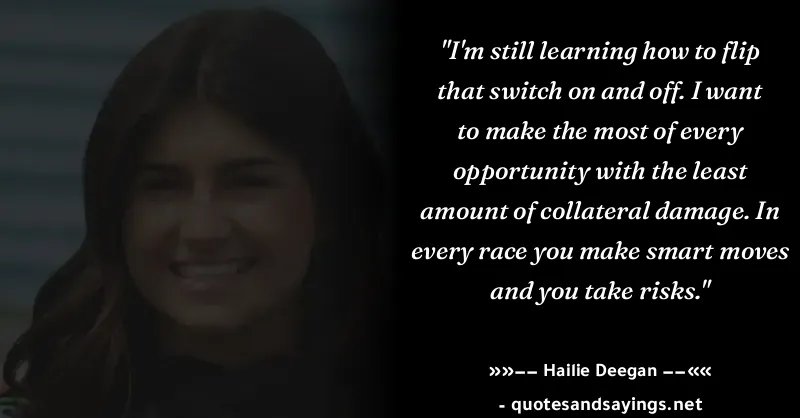 "I'm still learning how to flip
that switch on and off. I want
to make the most of every
opportunity with the least
amount of collateral damage. In
every race you make smart moves
and you take risks."
»»−− Hailie Deegan −−««
- quotesandsayings.net